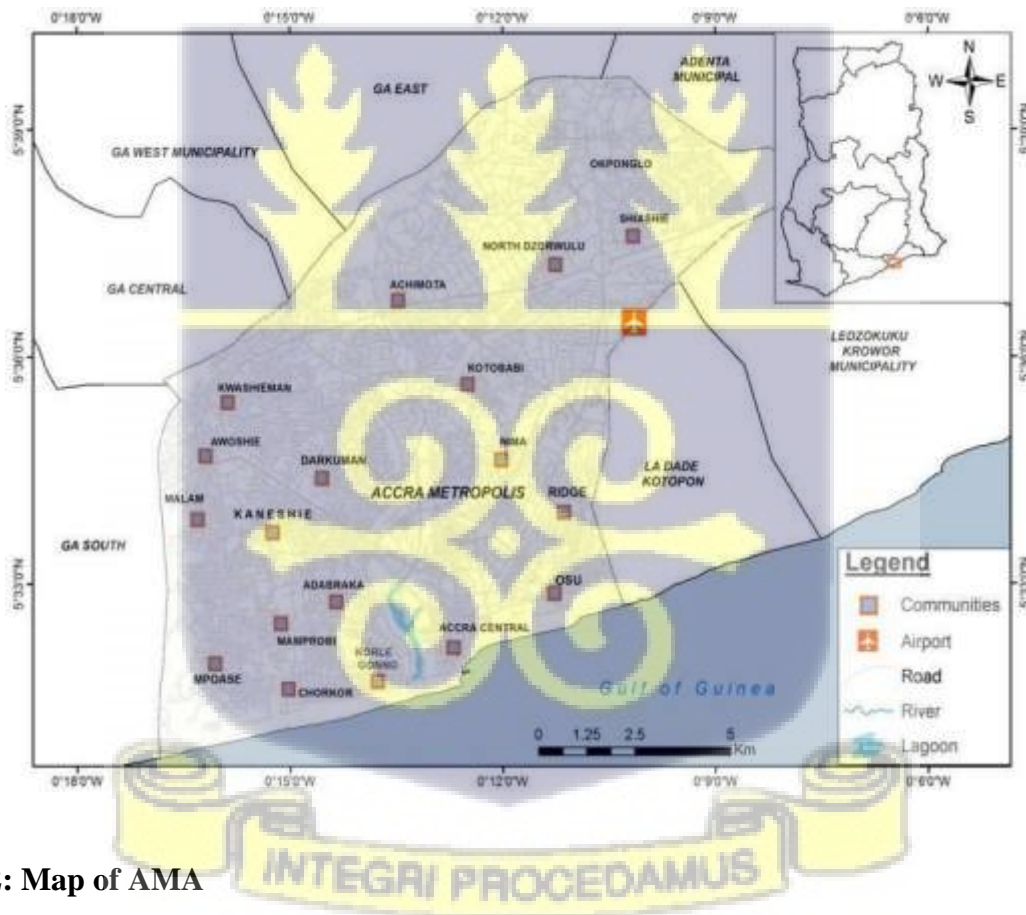 0°18'0"W 0°15'0"W 0°12'0"W 0°9'0"W 0°6'0"W
N
W E
S
ADENTA
MUNICIPAL
GA EAST
5°39'0"N
GA WEST MUNICIPALITY
OKPONGLO
SHIASHIE
NORTH DZORWULU
GA CENTRAL
ACHIMOTA
LEDZOKUKU
KROWOR
MUNICIPALITY
5°36'0"N
KOTOBABI
KWASHIEMAN
AWOSHIE
NIMA
DARKUMAN
LA DADE
KOTOPON
ACCRA METROPOLIS
RIDGE
MALAM
KANESHIE
GA SOUTH
Legend
5°33'0"N
ADABRAKA
OSU
Communities
MANPROBI
ACCRA CENTRAL
Airport
KORLE
GONNO
MPOASE
CHORKOR
Road
Gulf of Guinea
River
0 1.25 2.5 5
Km
Lagoon
0°18'0"W 0°15'0"W 0°12'0"W 0°9'0"W 0°6'0"W
: Map of AMA
INTEGRI PROCEDAMUS